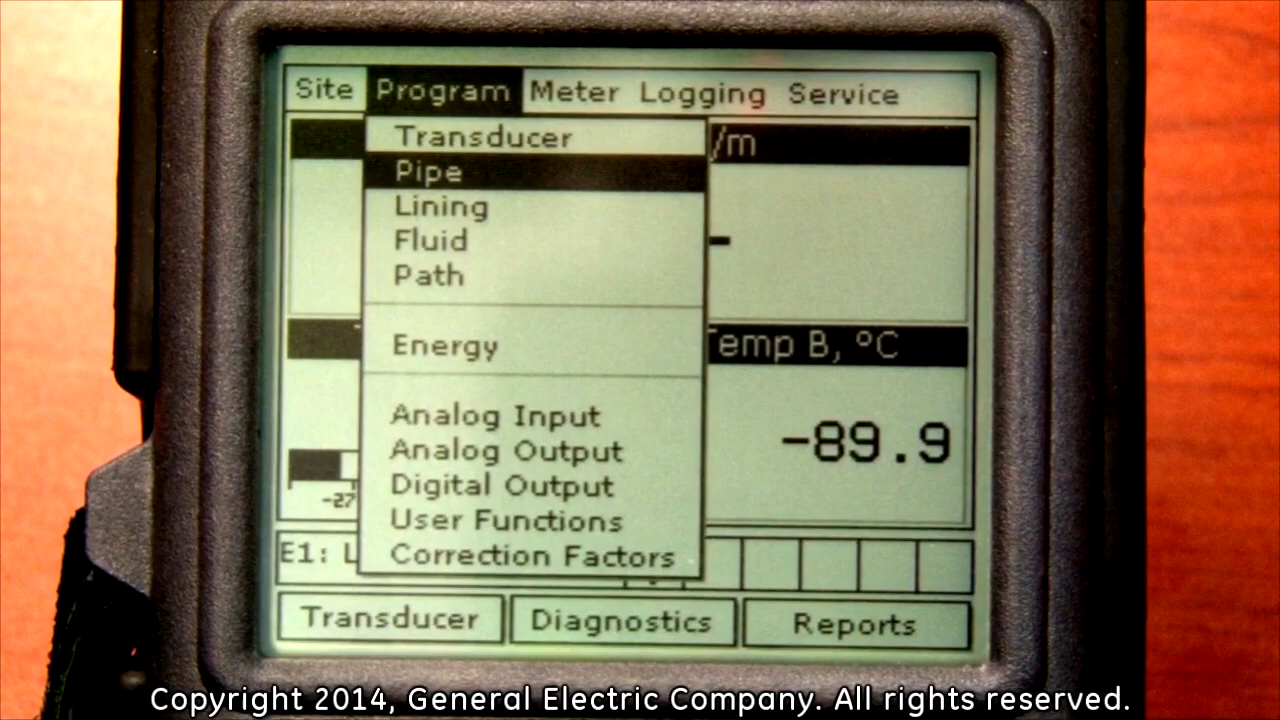 Site Program Meter Logging Service
Transducer
/m
Pipe
Lining
Fluid
Path
Energy
Temp B, °C
Analog Input
-89.9
Analog Output
Digital Output
-27
User Functions
E1: L
Correction Factors
Transducer Diagnostics Reports
Copyright 2014, General Electric Company. All rights reserved.